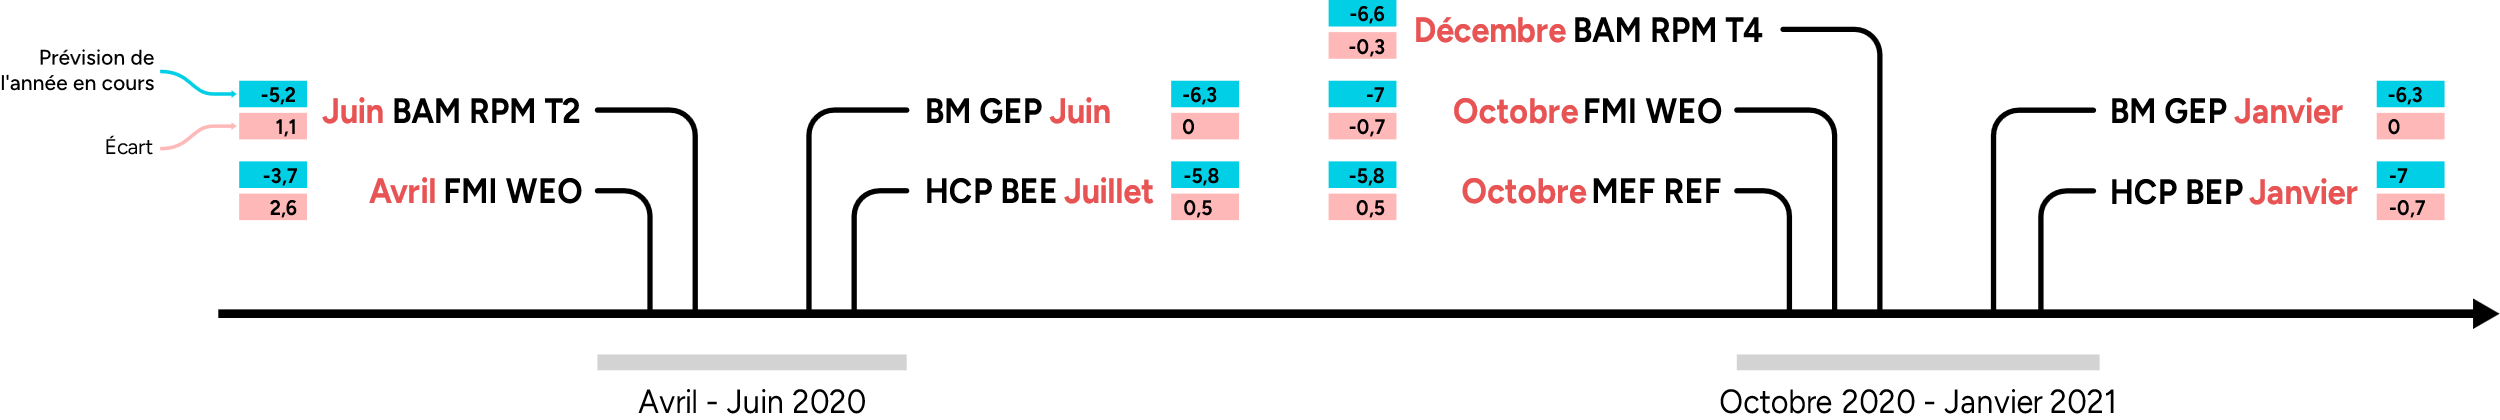 Prévision de
l'année en cours
Écart
-5,2
1,1
Juin BAM RPM T2
-3,7
2,6
Avril FMI WEO
BM GEP Juin
-6,3
0
HCP BEE Juillet
-5,8
0,5
Avril - Juin 2020
-6,6
-0,3
Décembre BAM RPM T4
-7
-0,7
Octobre FMI WEO
-5,8
0,5
Octobre MEF REF
BM GEP Janvier
-6,3
0
HCP BEP Janvier
-7
-0,7
Octobre 2020 - Janvier 2021